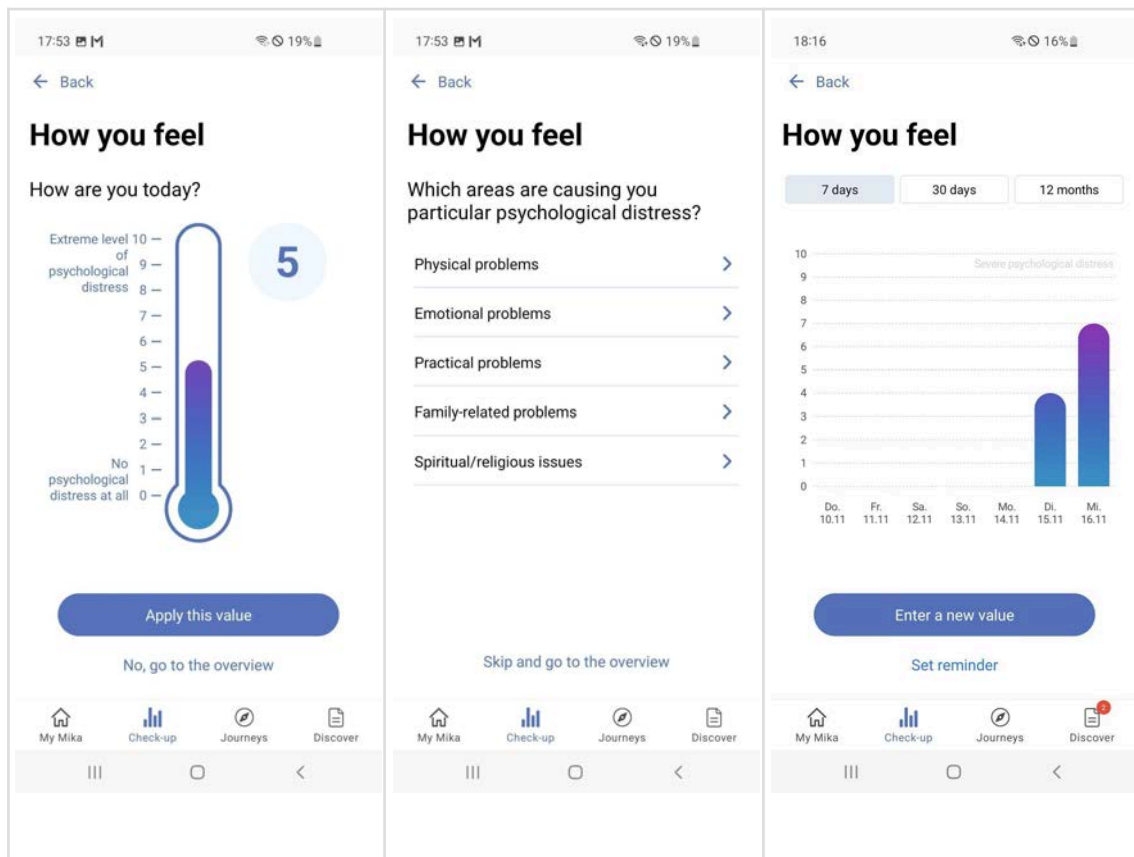 17:53 M 19%
Back
How you feel
How are you today?
Extreme level
of
psychological
distress
10
9
8
7
6
5
4
3
2
1
0
No
psychological
distress at all
5
Apply this value
No, go to the overview
My Mika Check-up Journeys Discover
17:53 M 19%
Back
How you feel
Which areas are causing you
particular psychological distress?
Physical problems
Emotional problems
Practical problems
Family-related problems
Spiritual/religious issues
Skip and go to the overview
My Mika Check-up Journeys Discover
18:16 16%
Back
How you feel
7 days 30 days 12 months
Severe psychological distress
10
9
8
7
6
5
4
3
2
1
0
Do. Fr. Sa. So. Mo. Di. Mi.
10.11 11.11 12.11 13.11 14.11 15.11 16.11
Enter a new value
Set reminder
2
My Mika Check-up Journeys Discover